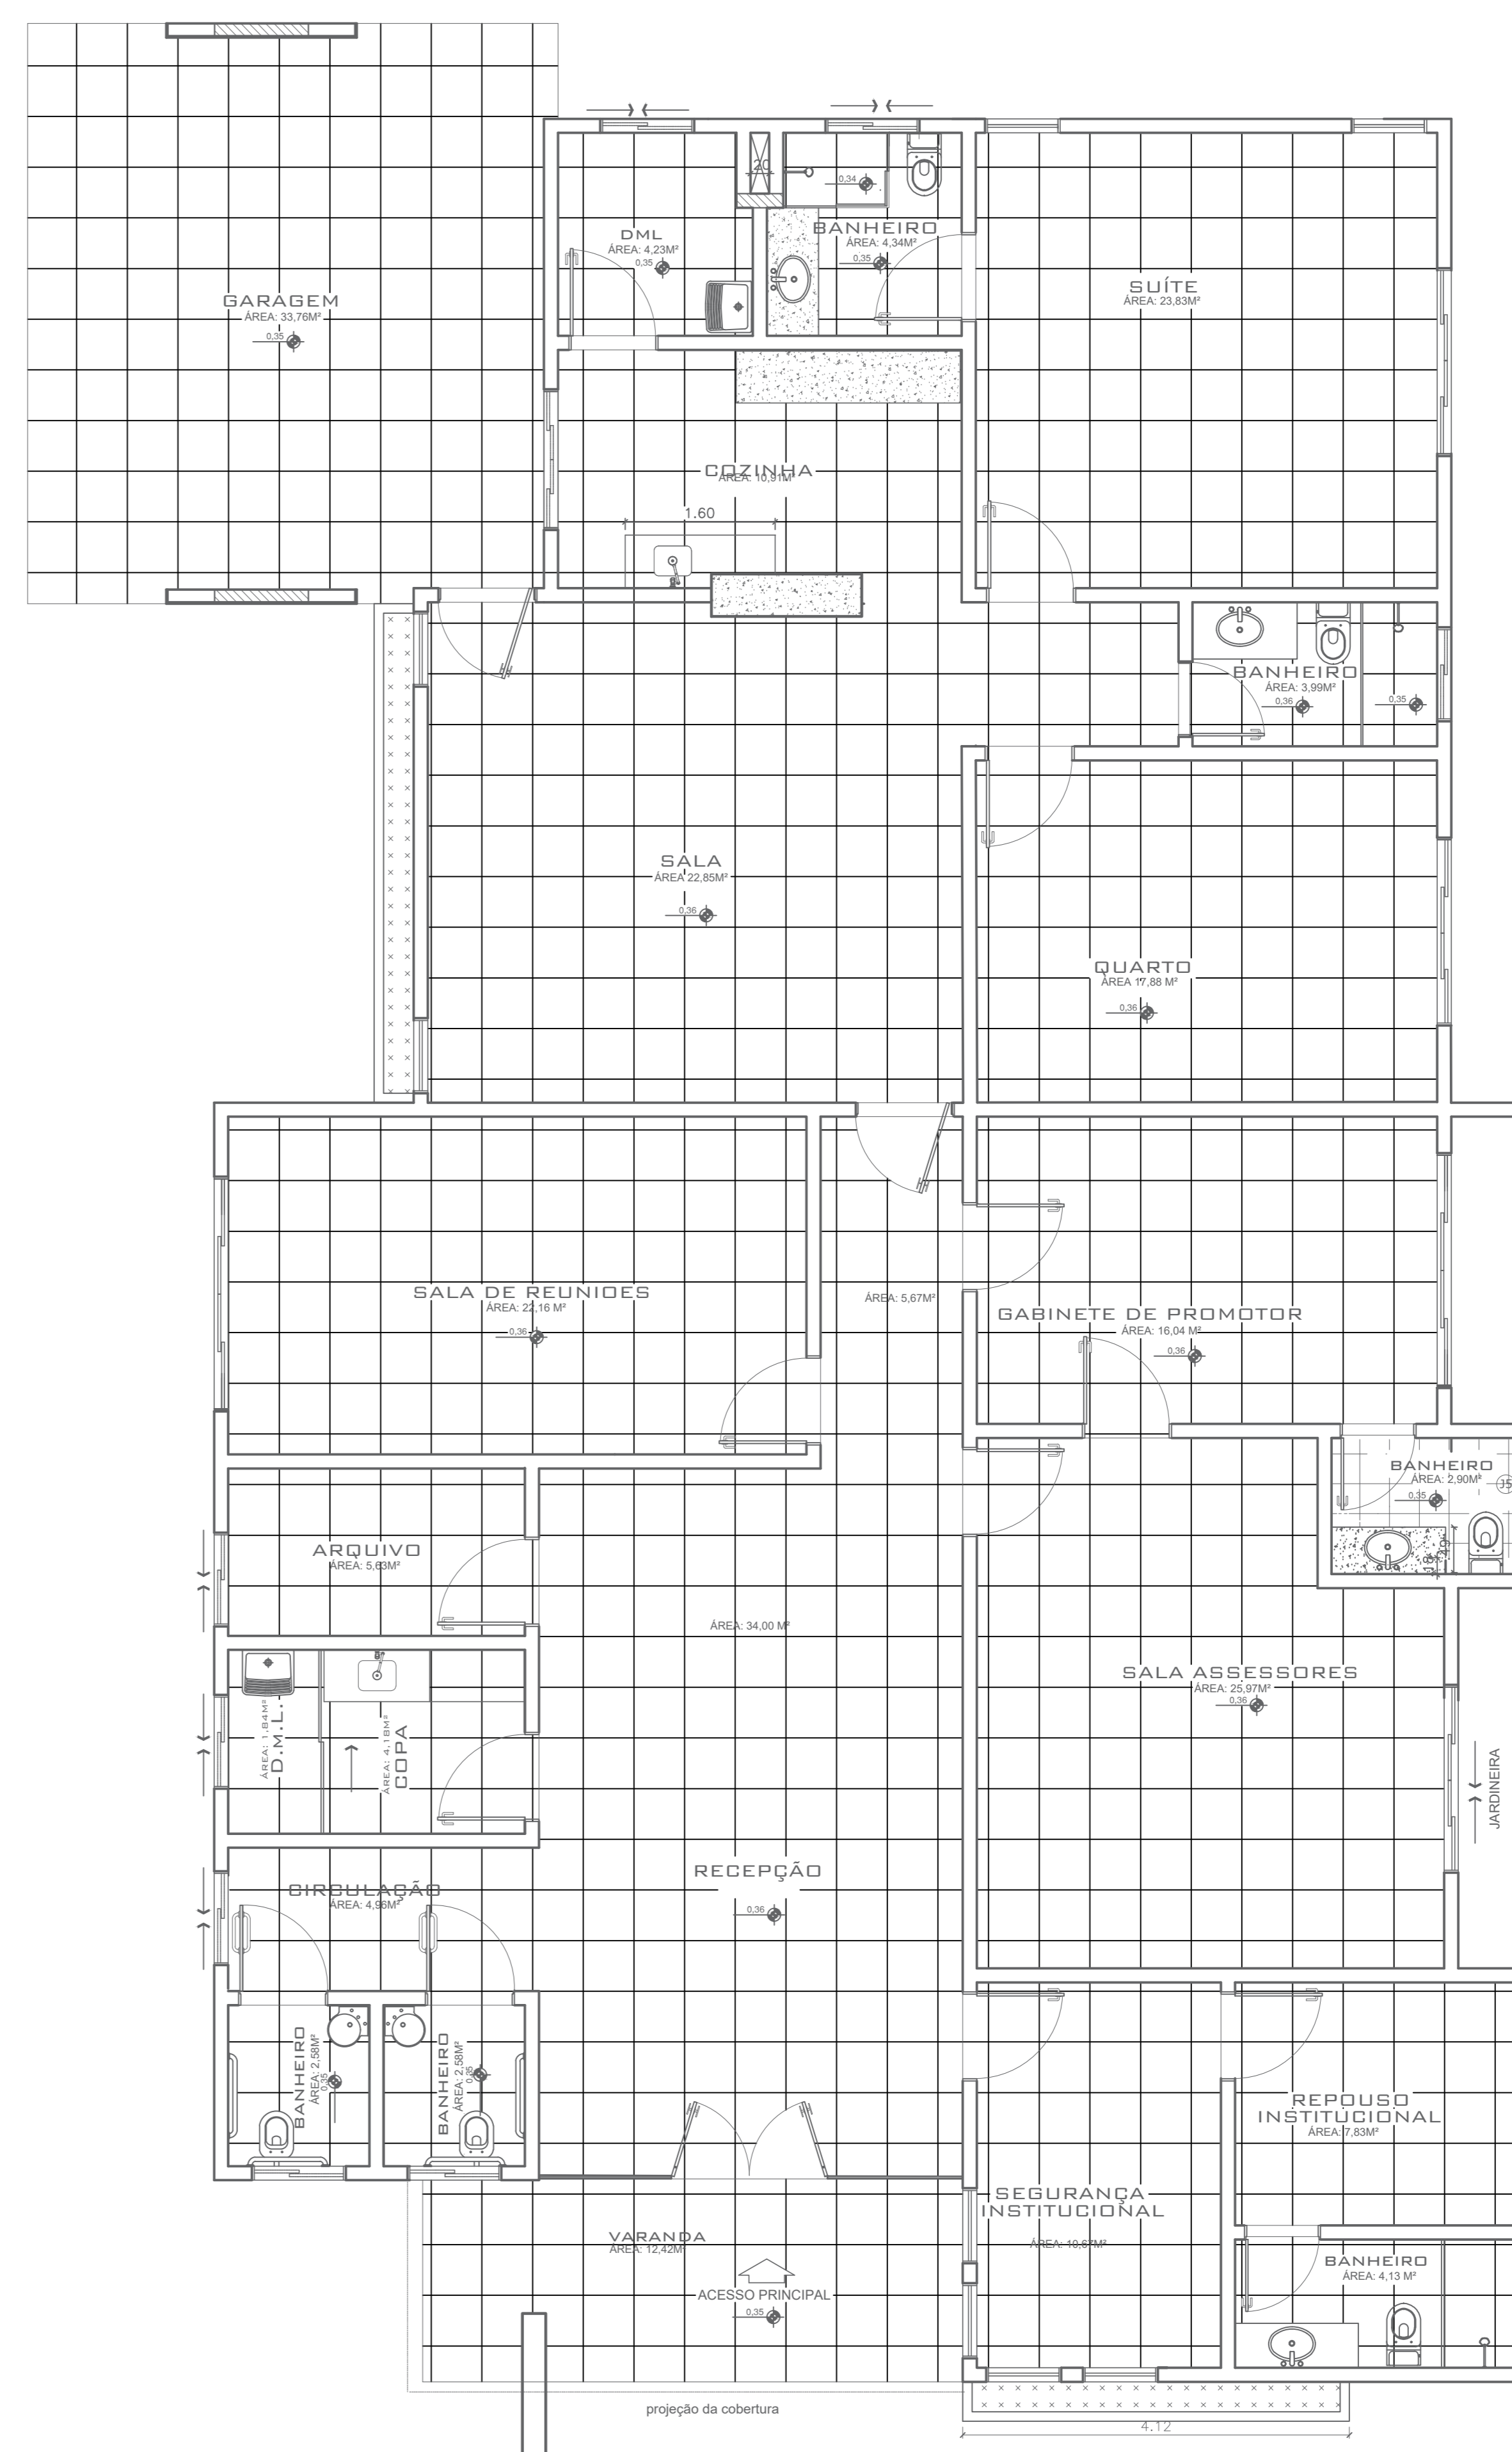 20
0,34
DML
ÁREA: 4,23M²
0,35
BANHEIRO
ÁREA: 4,34M²
0,35
SUÍTE
ÁREA: 23,83M²
GARAGEM
ÁREA: 33,76M²
0,35
COZINHA
ÁREA: 10,91M²
1.60
BANHEIRO
ÁREA: 3,99M²
0,36
0,35
SALA
ÁREA 22,85M²
0,36
QUARTO
ÁREA 17,88 M²
0,36
SALA DE REUNIOES
ÁREA: 22,16 M²
0,36
ÁREA: 5,67M²
GABINETE DE PROMOTOR
ÁREA: 16,04 M²
0,36
BANHEIRO
ÁREA: 2,90M²
0,35
J5
ARQUIVO
ÁREA: 5,63M²
ÁREA: 34,00 M²
SALA ASSESSORES
ÁREA: 25,97M²
0,36
D.M.L.
ÁREA: 1,84M²
COPA
ÁREA: 4,18M²
JARDINEIRA
RECEPÇÃO
0,36
CIRCULAÇÃO
ÁREA: 4,96M²
BANHEIRO
ÁREA: 2,58M²
0,35
BANHEIRO
ÁREA: 2,58M²
0,35
REPOUSO
INSTITUCIONAL
ÁREA: 7,83M²
SEGURANÇA
INSTITUCIONAL
ÁREA: 10,67M²
VARANDA
ÁREA: 12,42M²
ACESSO PRINCIPAL
0,35
BANHEIRO
ÁREA: 4,13 M²
projeção da cobertura
4.12